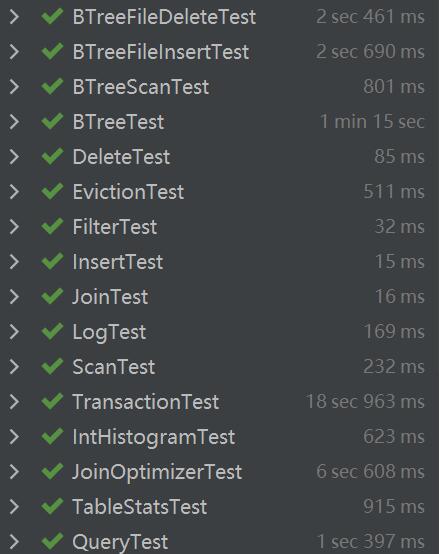 BTreeFileDeleteTest 2 sec 461 ms
BTreeFileInsertTest 2 sec 690 ms
BTreeScanTest 801 ms
BTreeTest 1 min 15 sec
DeleteTest 85 ms
EvictionTest 511 ms
FilterTest 32 ms
InsertTest 15 ms
JoinTest 16 ms
LogTest 169 ms
ScanTest 232 ms
TransactionTest 18 sec 963 ms
IntHistogramTest 623 ms
JoinOptimizerTest 6 sec 608 ms
TableStatsTest 915 ms
QueryTest 1 sec 397 ms